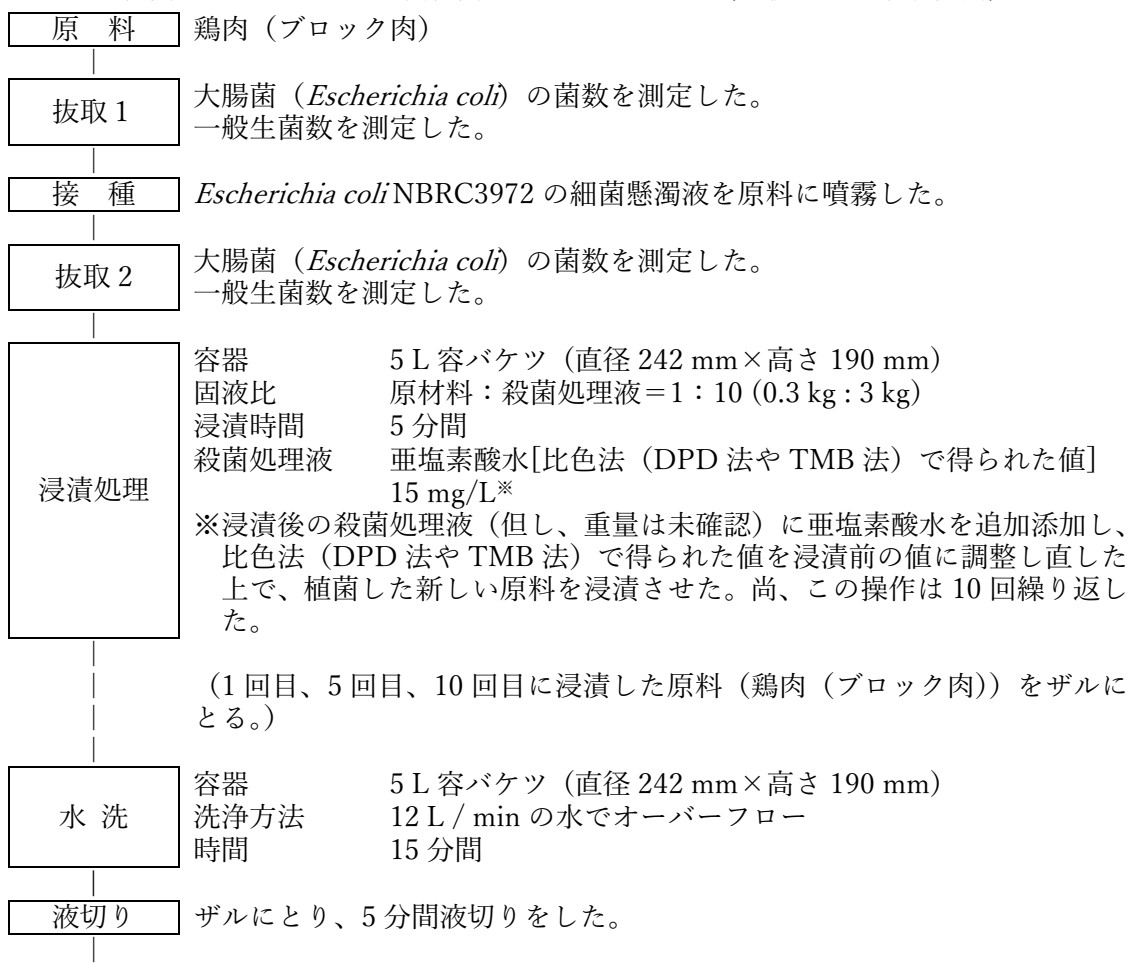 原　料　鶏肉（ブロック肉）
抜取 1
大腸菌（Escherichia coli）の菌数を測定した。
一般生菌数を測定した。
接　種　Escherichia coli NBRC3972 の細菌懸濁液を原料に噴霧した。
抜取 2
大腸菌（Escherichia coli）の菌数を測定した。
一般生菌数を測定した。
浸漬処理
容器　5 L 容バケツ（直径 242 mm×高さ 190 mm）
固液比　原材料：殺菌処理液＝1：10 (0.3 kg : 3 kg)
浸漬時間　5 分間
殺菌処理液　亜塩素酸水[比色法（DPD 法や TMB 法）で得られた値]
15 mg/L※
※浸漬後の殺菌処理液（但し、重量は未確認）に亜塩素酸水を追加添加し、
比色法（DPD 法や TMB 法）で得られた値を浸漬前の値に調整し直した
上で、植菌した新しい原料を浸漬させた。尚、この操作は 10 回繰り返し
た。
（1 回目、5 回目、10 回目に浸漬した原料（鶏肉（ブロック肉））をザルに
とる。）
水 洗
容器　5 L 容バケツ（直径 242 mm×高さ 190 mm）
洗浄方法　12 L / min の水でオーバーフロー
時間　15 分間
液切り　ザルにとり、5 分間液切りをした。